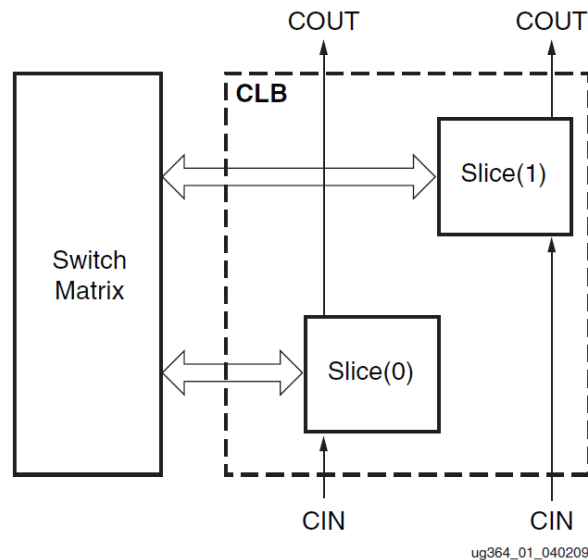 COUT
COUT
CLB
Slice(1)
Switch
Matrix
Slice(0)
CIN
CIN
ug364_01_040209